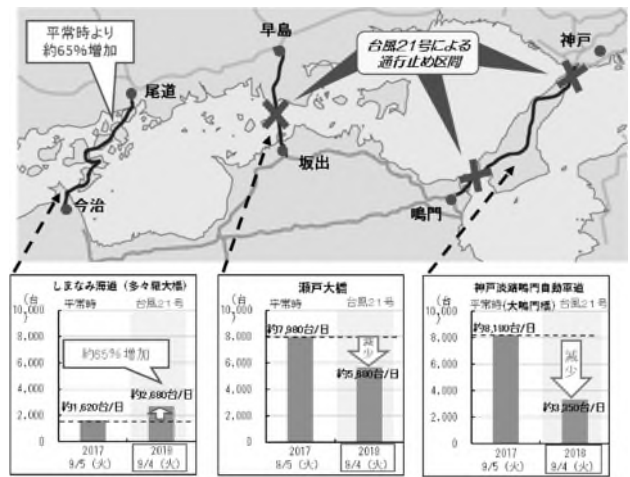 平常時より
約65%増加
早島
台風21号による
通行止め区間
神戸
尾道
坂出
今治
鳴門
しまなみ海道（多々羅大橋）
(台)
10,000
平常時
台風21号
8,000
約65%増加
6,000
4,000
約2,680台/日
約1,620台/日
2,000
0
2017
9/5（火）
2018
9/4（火）
瀬戸大橋
(台)
10,000
平常時
台風21号
約7,980台/日
8,000
減少
6,000
4,000
2,000
0
2017
9/5（火）
2018
9/4（火）
神戸淡路鳴門自動車道
(台)
10,000
平常時(大鳴門橋)
台風21号
約8,180台/日
8,000
減少
6,000
4,000
約3,350台/日
2,000
0
2017
9/5（火）
2018
9/4（火）